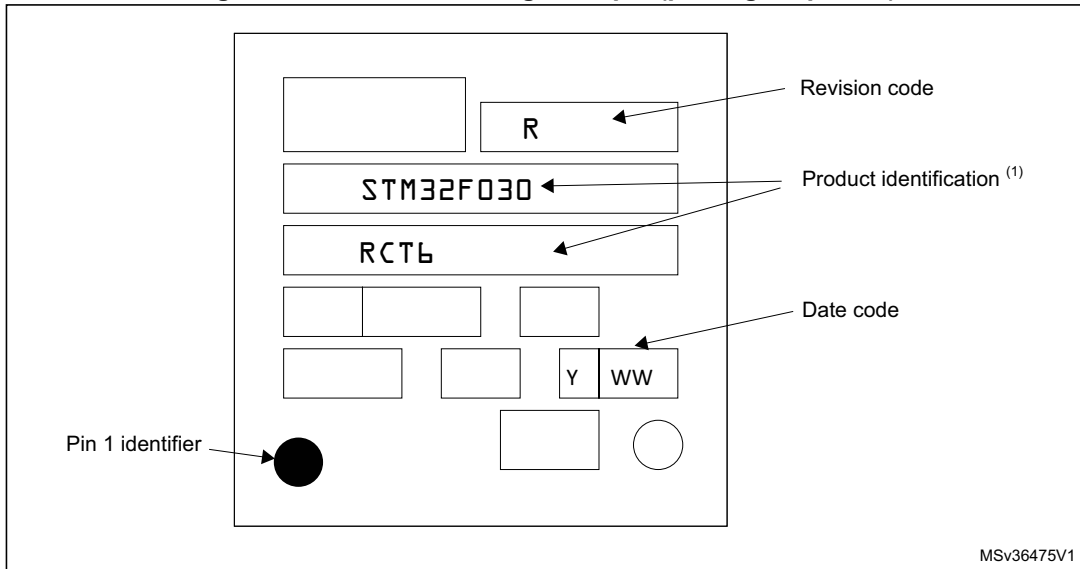 Revision code
R
STM32F030
Product identification (1)
RCT6
Date code
Y WW
Pin 1 identifier
MSv36475V1